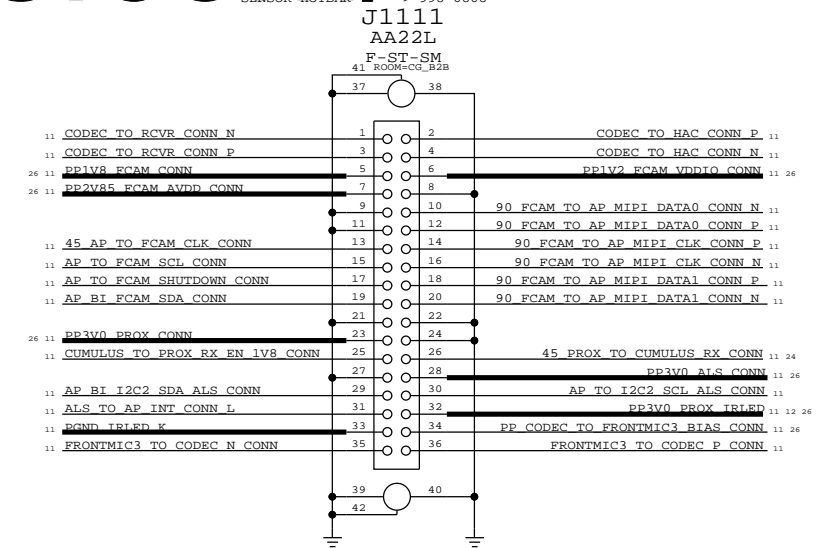 J1111
AA22L
F-ST-SM
41 ROOM=CG_B2B
37 38
11 CODEC_TO_RCVR_CONN_N 1 2 CODEC_TO_HAC_CONN_P 11
11 CODEC_TO_RCVR_CONN_P 3 4 CODEC_TO_HAC_CONN_N 11
26 11 PP1V8_FCAM_CONN 5 6 PP1V2_FCAM_VDDIO_CONN 11 26
26 11 PP2V85_FCAM_AVDD_CONN 7 8
9 10 90_FCAM_TO_AP_MIPI_DATA0_CONN_N 11
11 12 90_FCAM_TO_AP_MIPI_DATA0_CONN_P 11
11 45_AP_TO_FCAM_CLK_CONN 13 14 90_FCAM_TO_AP_MIPI_CLK_CONN_P 11
11 AP_TO_FCAM_SCL_CONN 15 16 90_FCAM_TO_AP_MIPI_CLK_CONN_N 11
11 AP_TO_FCAM_SHUTDOWN_CONN 17 18 90_FCAM_TO_AP_MIPI_DATA1_CONN_P 11
11 AP_BI_FCAM_SDA_CONN 19 20 90_FCAM_TO_AP_MIPI_DATA1_CONN_N 11
21 22
26 11 PP3V0_PROX_CONN 23 24
11 CUMULUS_TO_PROX_RX_EN_1V8_CONN 25 26 45_PROX_TO_CUMULUS_RX_CONN 11 24
27 28 PP3V0_ALS_CONN 11 26
11 AP_BI_I2C2_SDA_ALS_CONN 29 30 AP_TO_I2C2_SCL_ALS_CONN 11
11 ALS_TO_AP_INT_CONN_L 31 32 PP3V0_PROX_IRLED 11 12 26
11 PGND_IRLED_K 33 34 PP_CODEC_TO_FRONTMIC3_BIAS_CONN 11 26
11 FRONTMIC3_TO_CODEC_N_CONN 35 36 FRONTMIC3_TO_CODEC_P_CONN 11
39 40
42